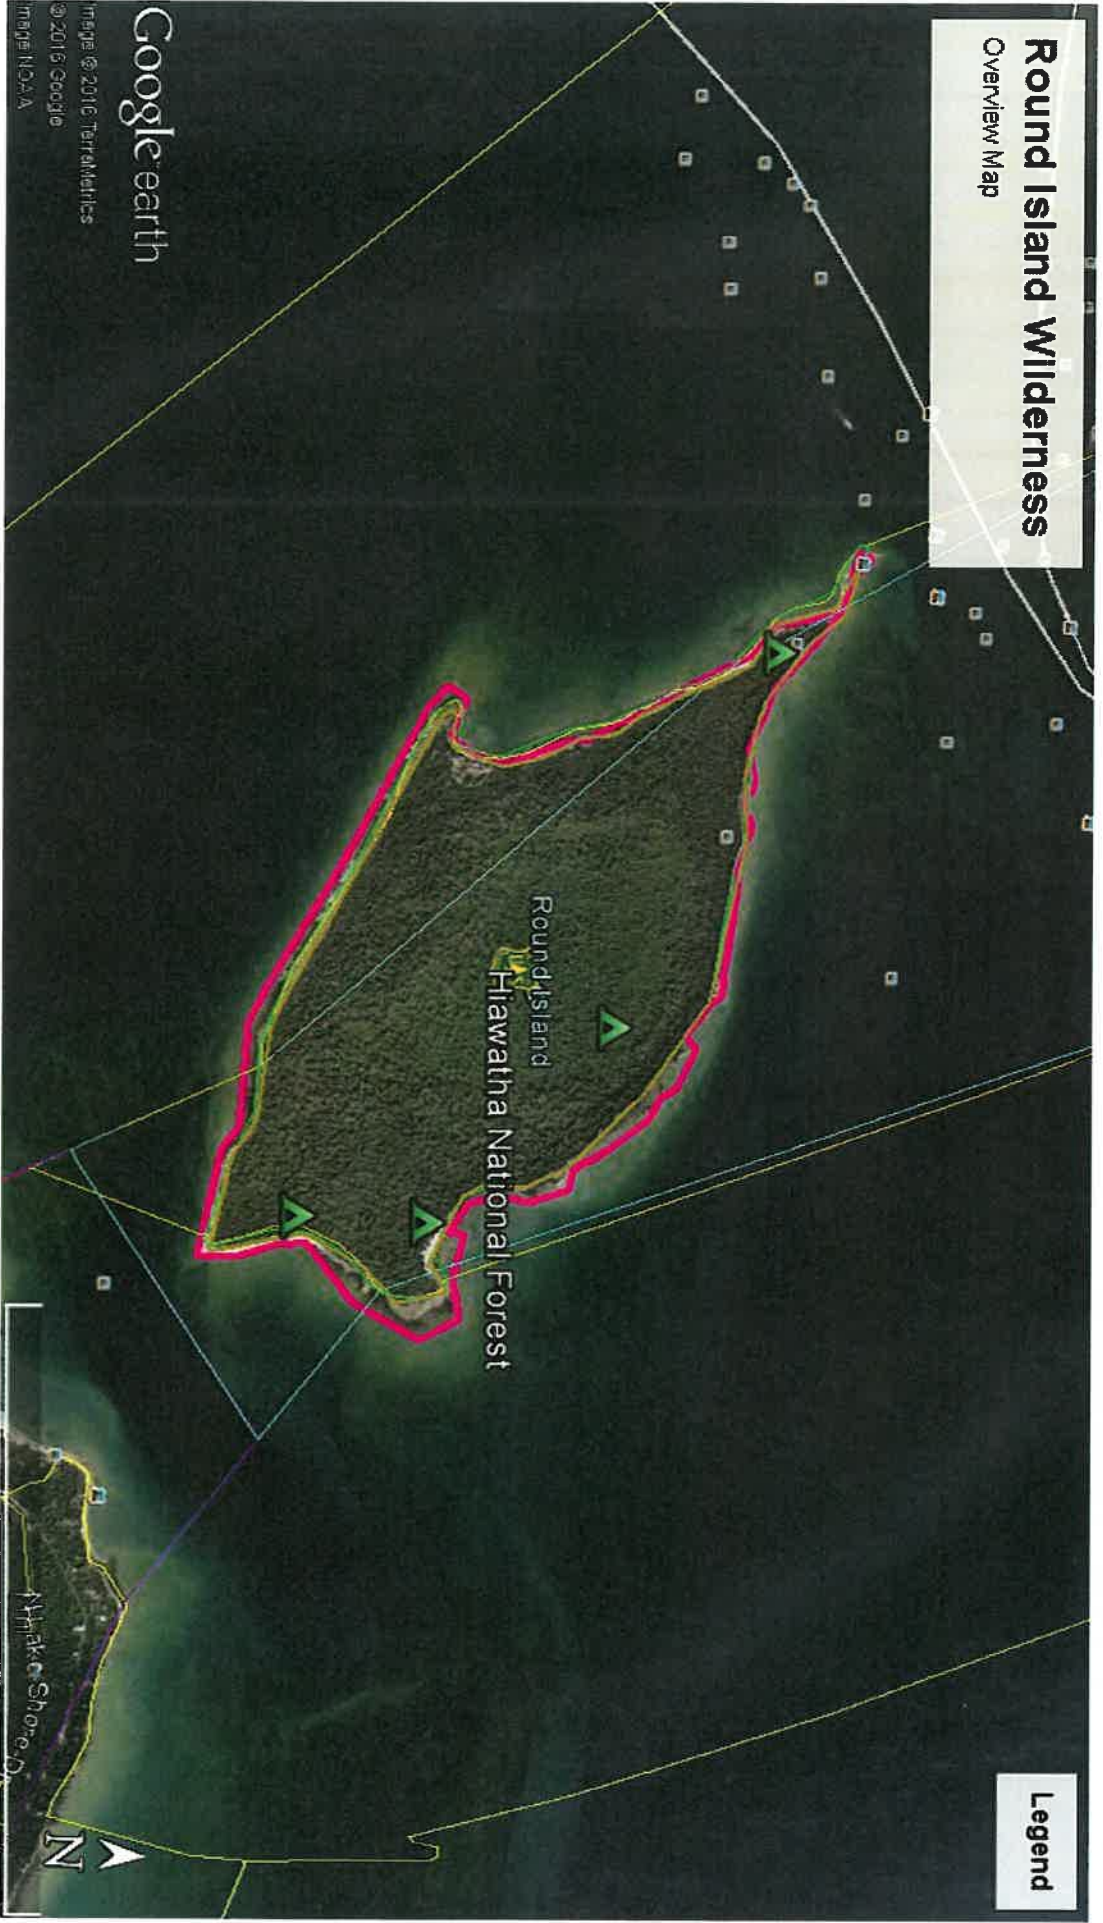 Round Island Wilderness
Overview Map
Legend
Round Island
Hiawatha National Forest
Google earth
Image © 2016 TerraMetrics
© 2016 Google
Image NOAA
N